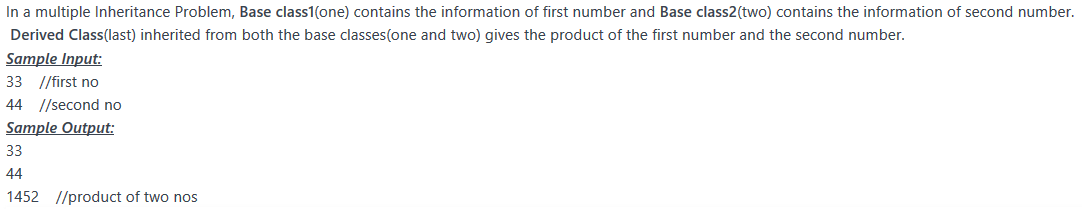 In a multiple Inheritance Problem, Base class1(one) contains the information of first number and Base class2(two) contains the information of second number.
Derived Class(last) inherited from both the base classes(one and two) gives the product of the first number and the second number.
Sample Input:
33 //first no
44 //second no
Sample Output:
33
44
1452 //product of two nos